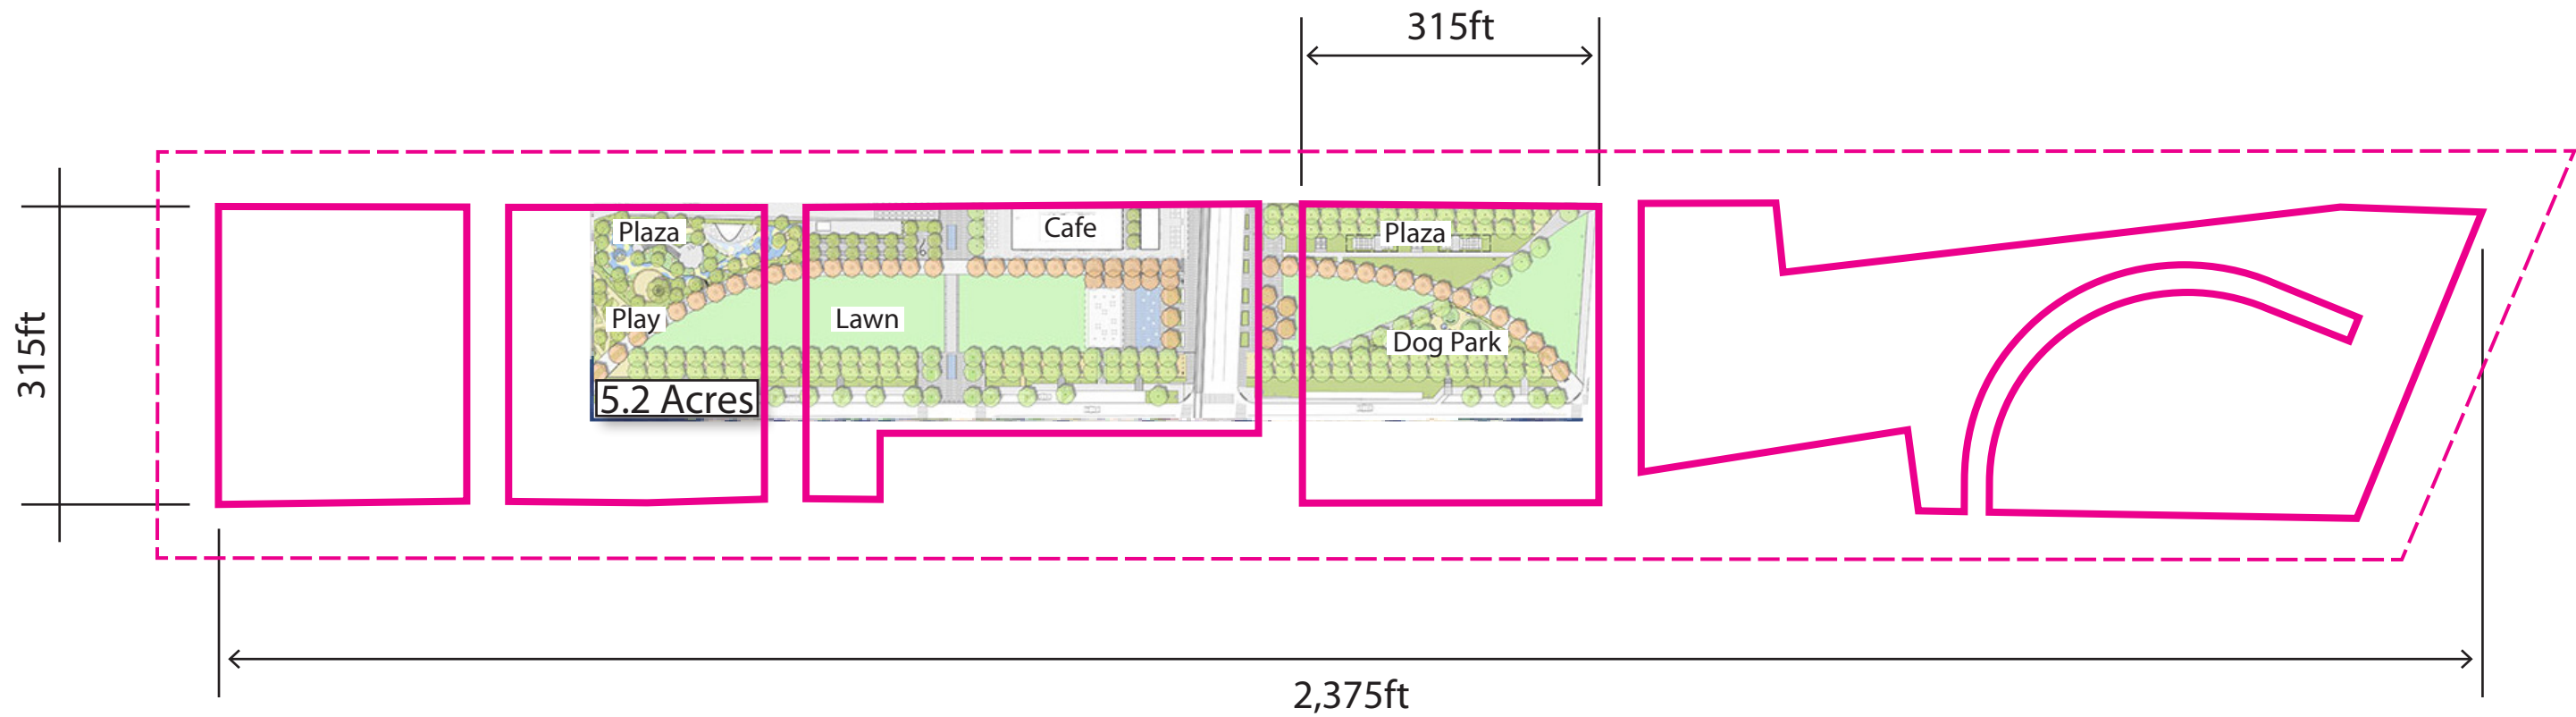 315ft
Plaza
Cafe
Plaza
Play
Lawn
Dog Park
315ft
5.2 Acres
2,375ft